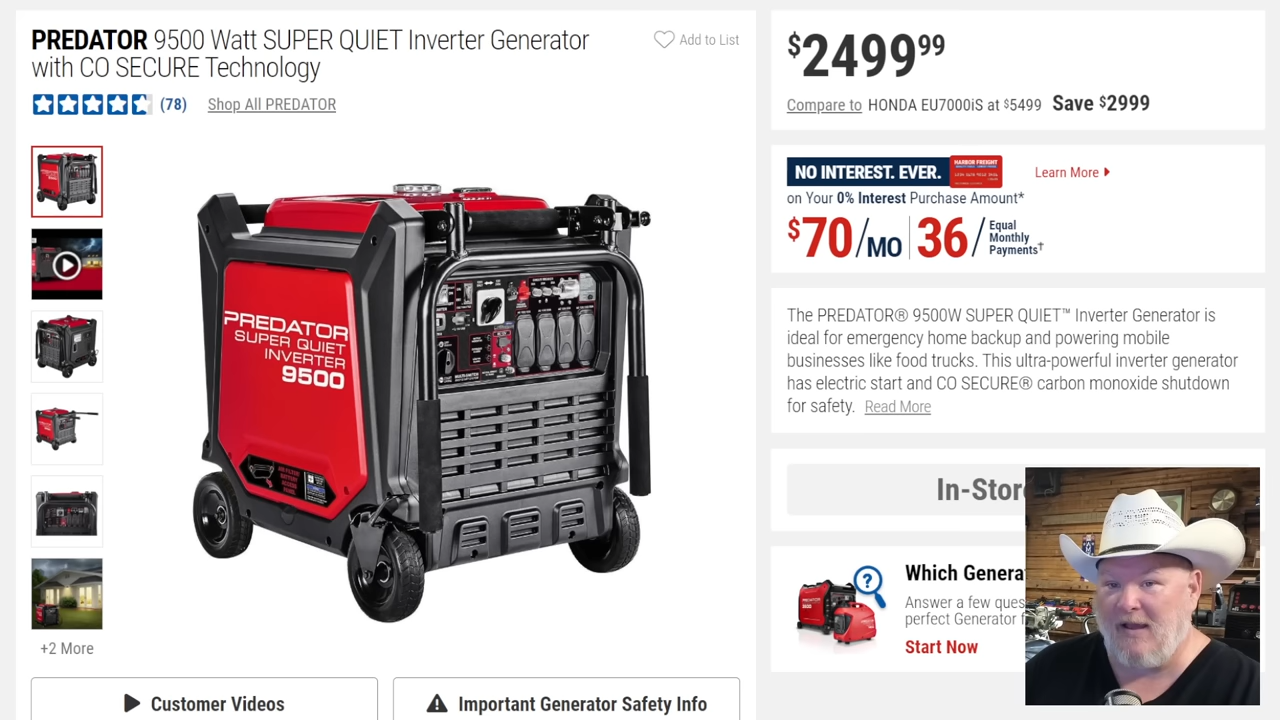 PREDATOR 9500 Watt SUPER QUIET Inverter Generator
with CO SECURE Technology
(78) Shop All PREDATOR
Add to List
PREDATOR
SUPER QUIET
INVERTER
9500
+2 More
Customer Videos
Important Generator Safety Info
$2499 99
Compare to HONDA EU7000iS at $5499 Save $2999
NO INTEREST. EVER.
HARBOR FREIGHT
Learn More
on Your 0% Interest Purchase Amount*
$70/MO 36/ Equal
Monthly
Payments†
The PREDATOR® 9500W SUPER QUIET™ Inverter Generator is
ideal for emergency home backup and powering mobile
businesses like food trucks. This ultra-powerful inverter generator
has electric start and CO SECURE® carbon monoxide shutdown
for safety. Read More
In-Stor
Which Genera
Answer a few ques
perfect Generator f
Start Now